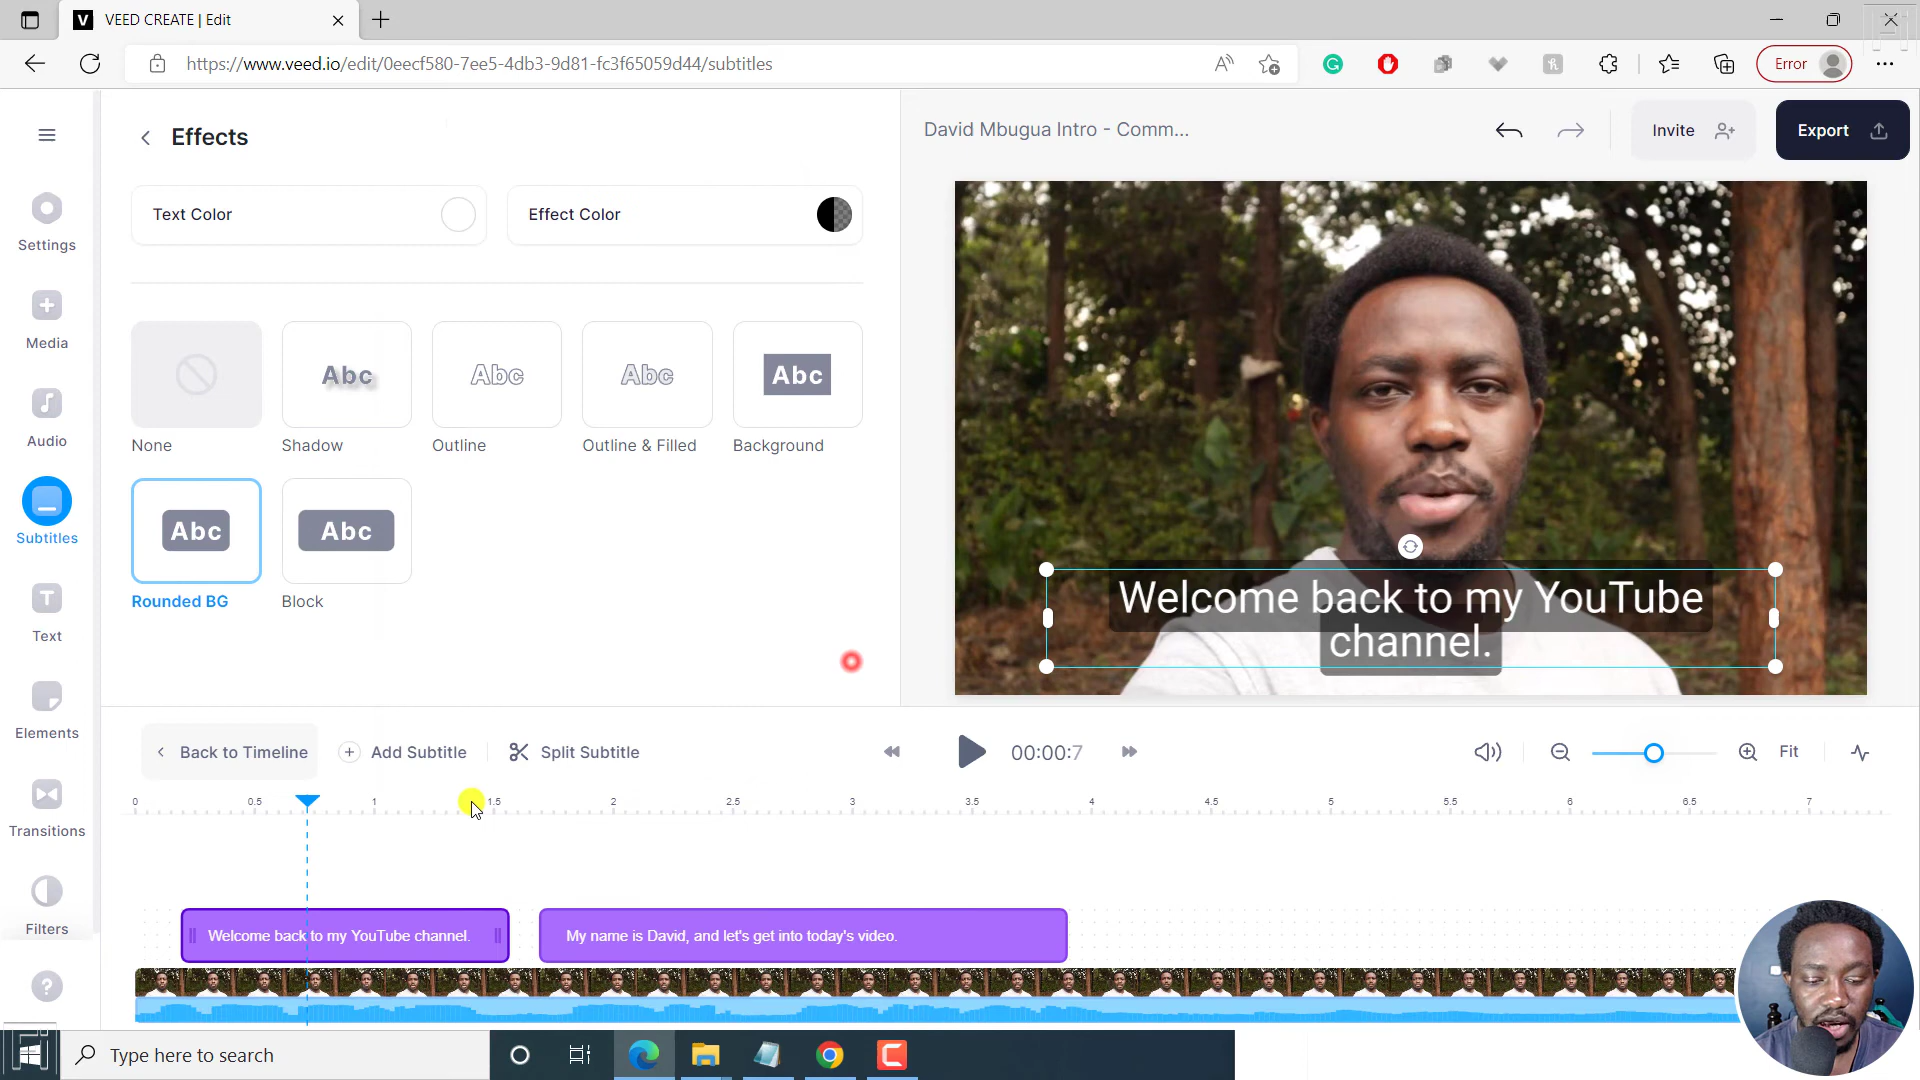 VEED CREATE | Edit
https://www.veed.io/edit/0eecf580-7ee5-4db3-9d81-fc3f65059d44/subtitles
Error
Effects
David Mbugua Intro - Comm...
Invite
Export
Text Color
Effect Color
Settings
Media
Audio
Subtitles
Text
Elements
Transitions
Filters
Abc
Abc
Abc
Abc
None
Shadow
Outline
Outline & Filled
Background
Abc
Abc
Rounded BG
Block
Welcome back to my YouTube
channel.
Back to Timeline
Add Subtitle
Split Subtitle
00:00:7
Fit
0 0.5 1 1.5 2 2.5 3 3.5 4 4.5 5 5.5 6 6.5 7
Welcome back to my YouTube channel.
My name is David, and let's get into today's video.
Type here to search